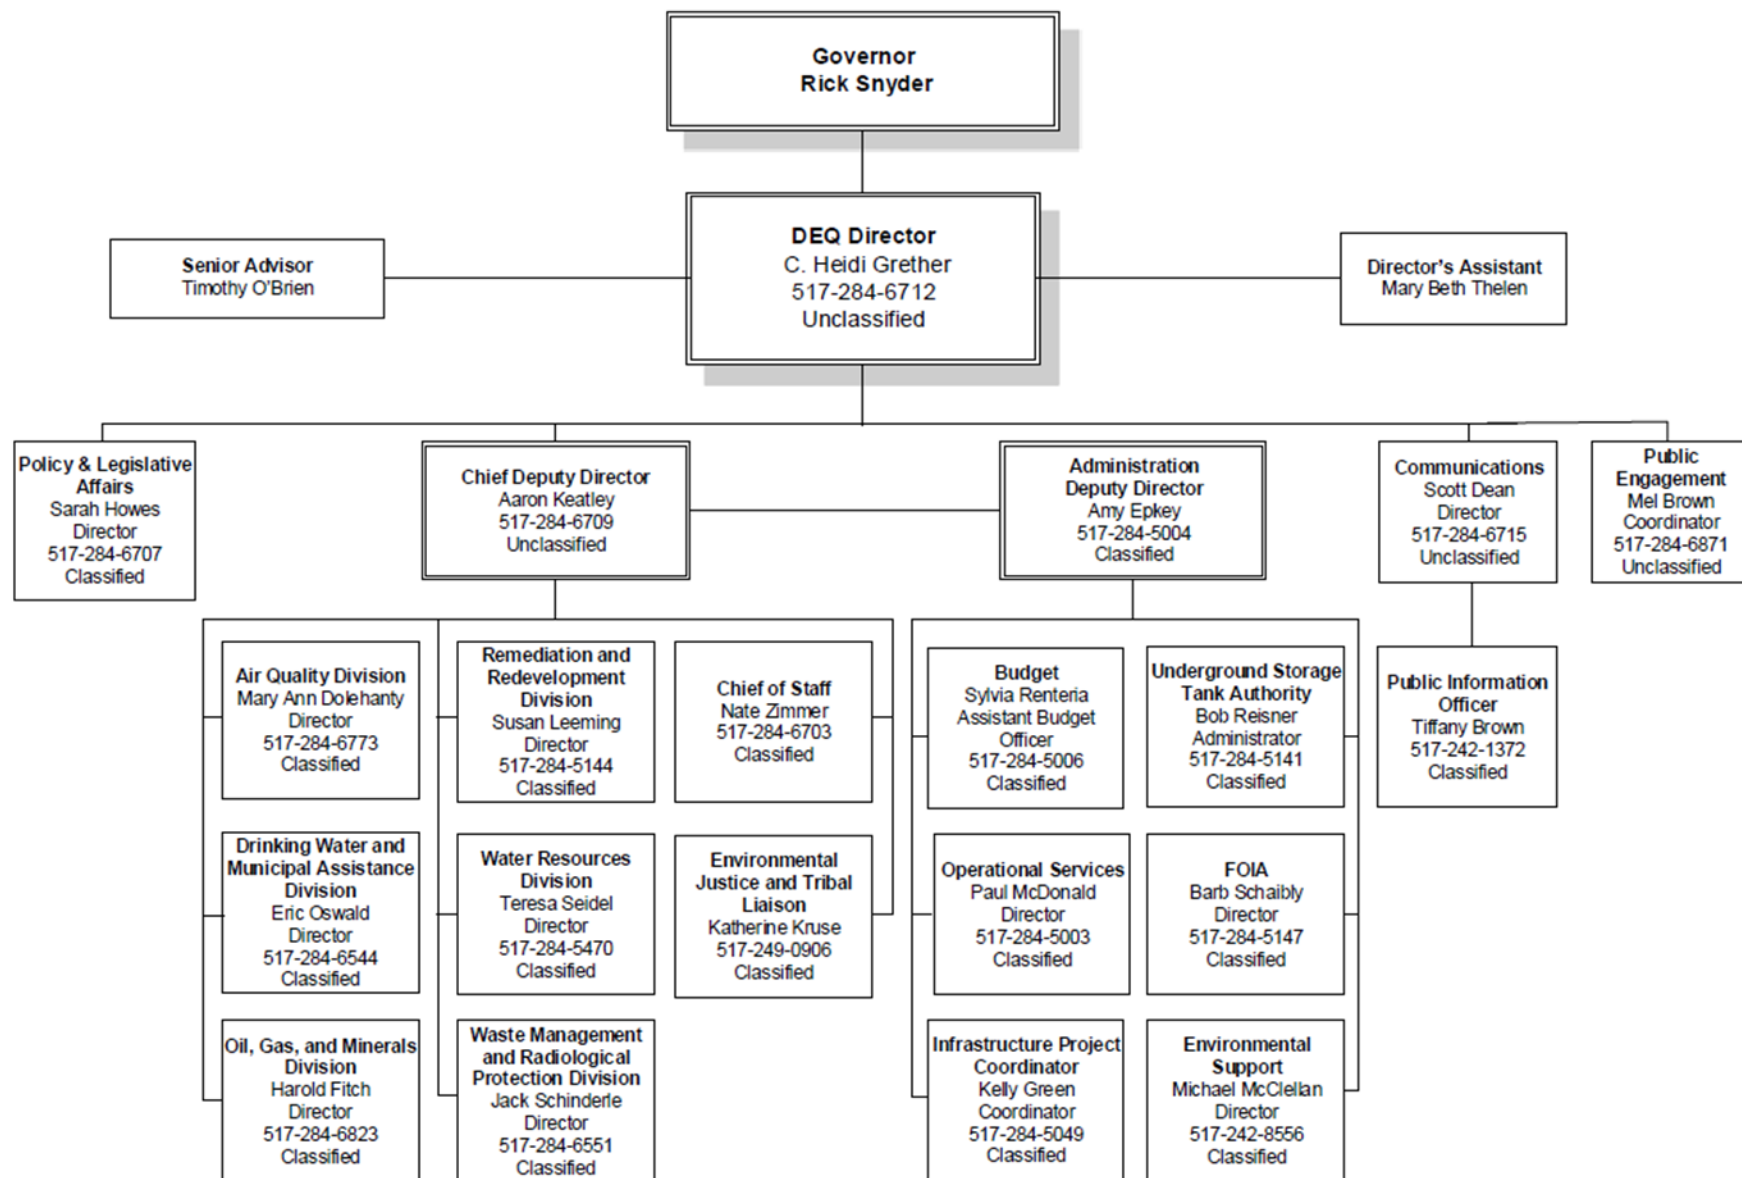 Governor
Rick Snyder
DEQ Director
C. Heidi Grether
517-284-6712
Unclassified
Senior Advisor
Timothy O'Brien
Director's Assistant
Mary Beth Thelen
Policy & Legislative
Affairs
Sarah Howes
Director
517-284-6707
Classified
Chief Deputy Director
Aaron Keatley
517-284-6709
Unclassified
Administration
Deputy Director
Amy Epkey
517-284-5004
Classified
Communications
Scott Dean
Director
517-284-6715
Unclassified
Public
Engagement
Mel Brown
Coordinator
517-284-6871
Unclassified
Air Quality Division
Mary Ann Dolehanty
Director
517-284-6773
Classified
Remediation and
Redevelopment
Division
Susan Leeming
Director
517-284-5144
Classified
Chief of Staff
Nate Zimmer
517-284-6703
Classified
Budget
Sylvia Renteria
Assistant Budget
Officer
517-284-5006
Classified
Underground Storage
Tank Authority
Bob Reisner
Administrator
517-284-5141
Classified
Public Information
Officer
Tiffany Brown
517-242-1372
Classified
Drinking Water and
Municipal Assistance
Division
Eric Oswald
Director
517-284-6544
Classified
Water Resources
Division
Teresa Seidel
Director
517-284-5470
Classified
Environmental
Justice and Tribal
Liaison
Katherine Kruse
517-249-0906
Classified
Operational Services
Paul McDonald
Director
517-284-5003
Classified
FOIA
Barb Schaibly
Director
517-284-5147
Classified
Oil, Gas, and Minerals
Division
Harold Fitch
Director
517-284-6823
Classified
Waste Management
and Radiological
Protection Division
Jack Schinderle
Director
517-284-6551
Classified
Infrastructure Project
Coordinator
Kelly Green
Coordinator
517-284-5049
Classified
Environmental
Support
Michael McClellan
Director
517-242-8556
Classified